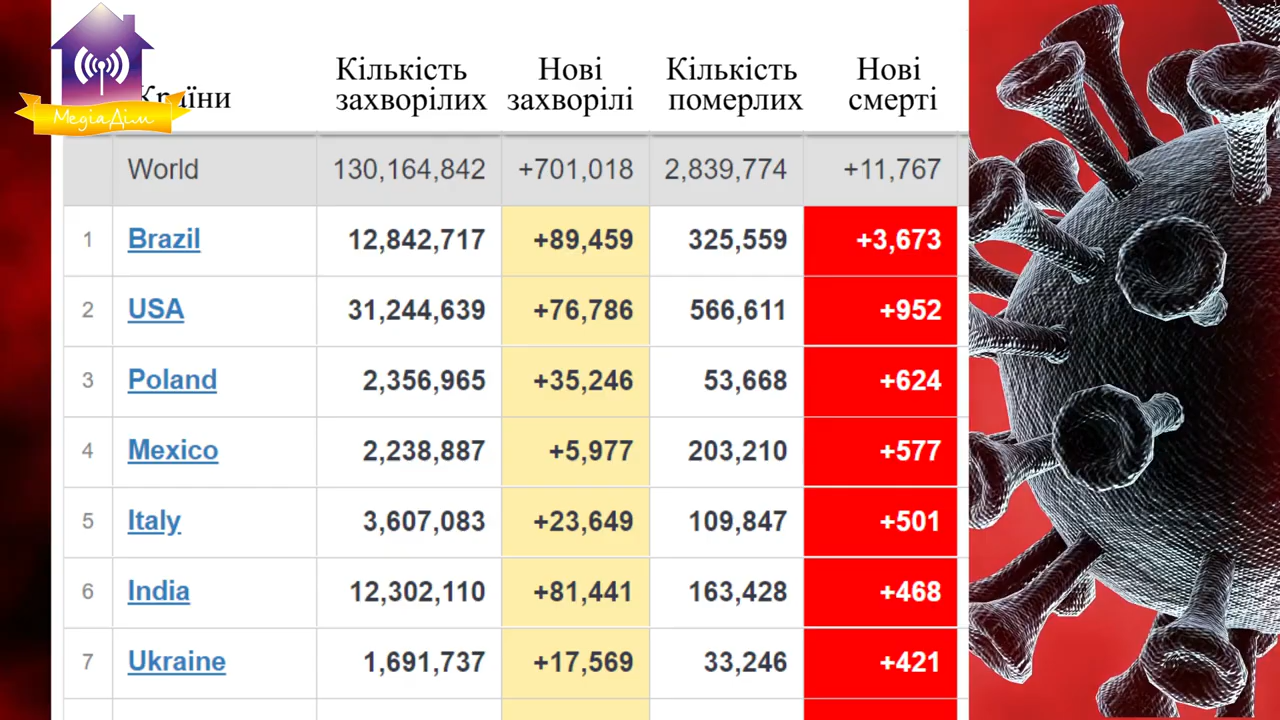 МедіаДім
Країни Кількість захворілих Нові захворілі Кількість померлих Нові смерті
World 130,164,842 +701,018 2,839,774 +11,767
1 Brazil 12,842,717 +89,459 325,559 +3,673
2 USA 31,244,639 +76,786 566,611 +952
3 Poland 2,356,965 +35,246 53,668 +624
4 Mexico 2,238,887 +5,977 203,210 +577
5 Italy 3,607,083 +23,649 109,847 +501
6 India 12,302,110 +81,441 163,428 +468
7 Ukraine 1,691,737 +17,569 33,246 +421